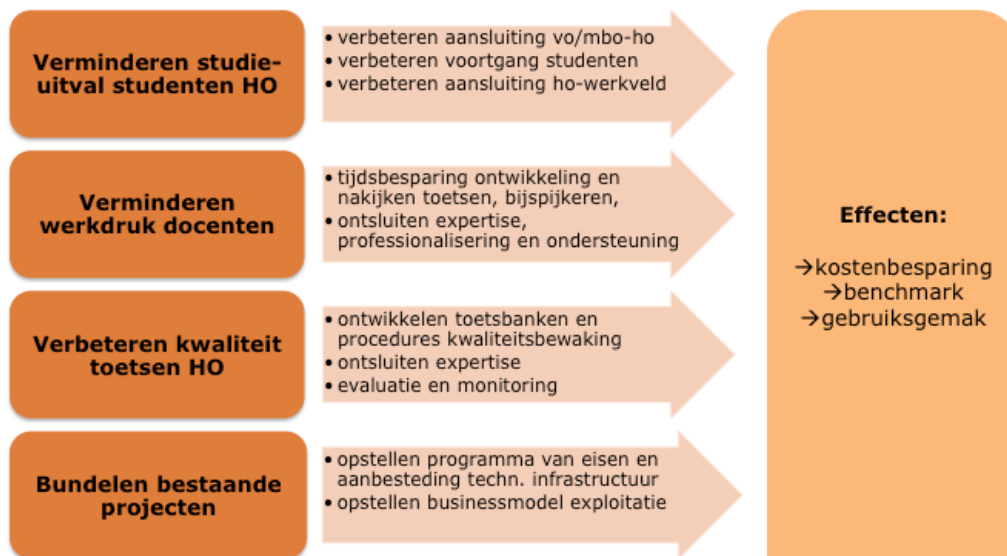 Verminderen studie-
uitval studenten HO
• verbeteren aansluiting vo/mbo-ho
• verbeteren voortgang studenten
• verbeteren aansluiting ho-werkveld
Verminderen
werkdruk docenten
• tijdsbesparing ontwikkeling en
nakijken toetsen, bijspijkeren,
• ontsluiten expertise,
professionalisering en ondersteuning
Verbeteren kwaliteit
toetsen HO
• ontwikkelen toetsbanken en
procedures kwaliteitsbewaking
• ontsluiten expertise
• evaluatie en monitoring
Bundelen bestaande
projecten
• opstellen programma van eisen en
aanbesteding techn. infrastructuur
• opstellen businessmodel exploitatie
Effecten:
→kostenbesparing
→benchmark
→gebruiksgemak